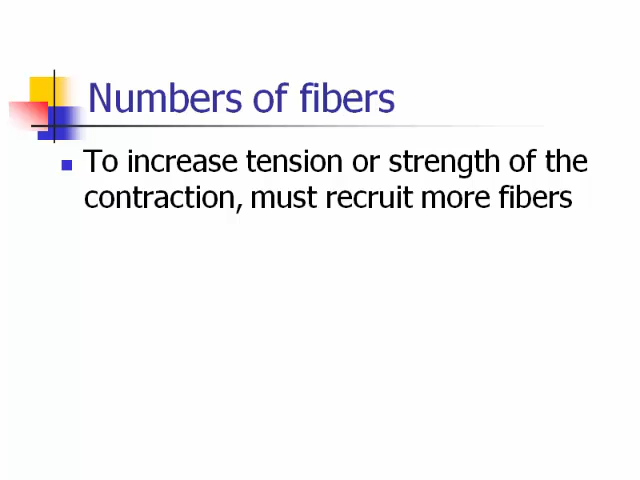 Numbers of fibers
To increase tension or strength of the
contraction, must recruit more fibers